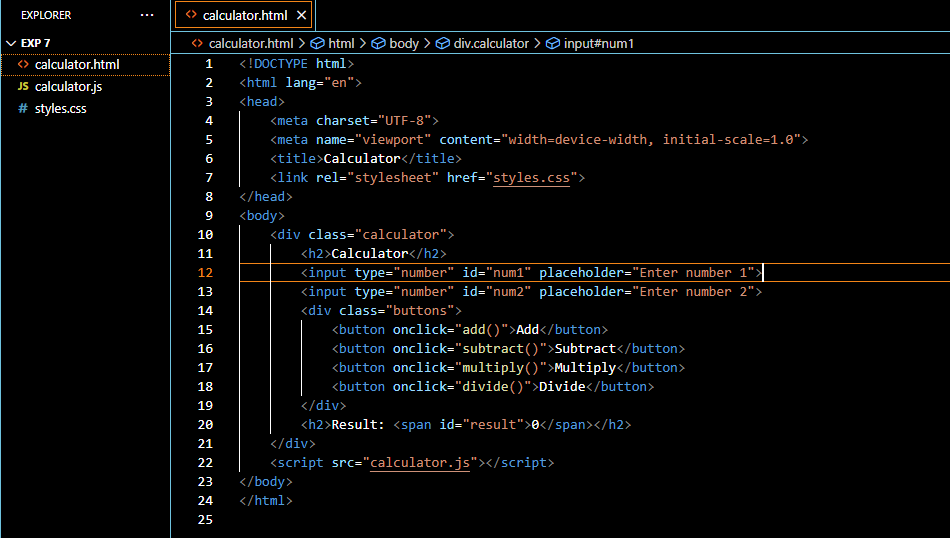 EXPLORER ...
EXP 7
<> calculator.html
JS calculator.js
# styles.css
<> calculator.html ×
<> calculator.html > html > body > div.calculator > input#num1
1 <!DOCTYPE html>
2 <html lang="en">
3 <head>
4     <meta charset="UTF-8">
5     <meta name="viewport" content="width=device-width, initial-scale=1.0">
6     <title>Calculator</title>
7     <link rel="stylesheet" href="styles.css">
8 </head>
9 <body>
10     <div class="calculator">
11         <h2>Calculator</h2>
12         <input type="number" id="num1" placeholder="Enter number 1">
13         <input type="number" id="num2" placeholder="Enter number 2">
14         <div class="buttons">
15             <button onclick="add()">Add</button>
16             <button onclick="subtract()">Subtract</button>
17             <button onclick="multiply()">Multiply</button>
18             <button onclick="divide()">Divide</button>
19         </div>
20         <h2>Result: <span id="result">0</span></h2>
21     </div>
22     <script src="calculator.js"></script>
23 </body>
24 </html>
25